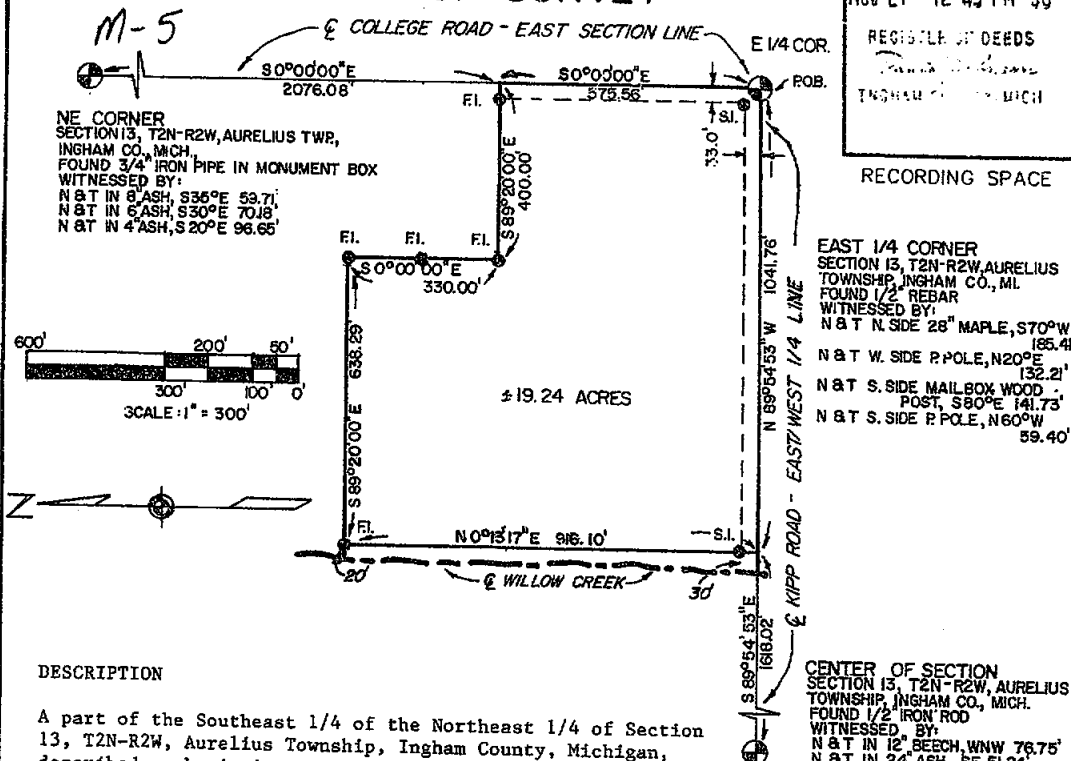 M-5
℄ COLLEGE ROAD - EAST SECTION LINE
E 1/4 COR.
P.O.B.
S 0°00'00" E
2076.08'
S 0°00'00" E
575.56'
F.I.
S.I.
33.0'
REGISTER OF DEEDS
RECORDING SPACE
NE CORNER
SECTION 13, T2N-R2W, AURELIUS TWP.,
INGHAM CO., MICH.
FOUND 3/4" IRON PIPE IN MONUMENT BOX
WITNESSED BY:
N & T IN 8" ASH, S35°E 59.71'
N & T IN 6" ASH, S30°E 70.18'
N & T IN 4" ASH, S 20°E 96.65'
S 89°20'00" E
400.00'
F.I.
F.I.
F.I.
S 0°00'00" E
330.00'
N 89°54'53" W 1041.76'
℄ KIPP ROAD - EAST/WEST 1/4 LINE
EAST 1/4 CORNER
SECTION 13, T2N-R2W, AURELIUS
TOWNSHIP, INGHAM CO., MI.
FOUND 1/2" REBAR
WITNESSED BY:
N & T N. SIDE 28" MAPLE, S70°W
185.41
N & T W. SIDE P. POLE, N20°E
132.21'
N & T S. SIDE MAILBOX WOOD
POST, S80°E 141.73'
N & T S. SIDE P. POLE, N60°W
59.40'
600'
200'
50'
300'
100'
0'
SCALE: 1" = 300'
S 89°20'00" E 638.29'
±19.24 ACRES
Z
F.I.
N 0°13'17" E 916.10'
S.I.
20'
℄ WILLOW CREEK
30'
S 89°54'53" E
1618.02'
DESCRIPTION
A part of the Southeast 1/4 of the Northeast 1/4 of Section
13, T2N-R2W, Aurelius Township, Ingham County, Michigan,
CENTER OF SECTION
SECTION 13, T2N-R2W, AURELIUS
TOWNSHIP, INGHAM CO., MICH.
FOUND 1/2" IRON ROD
WITNESSED BY:
N & T IN 12" BEECH, WNW 76.75'